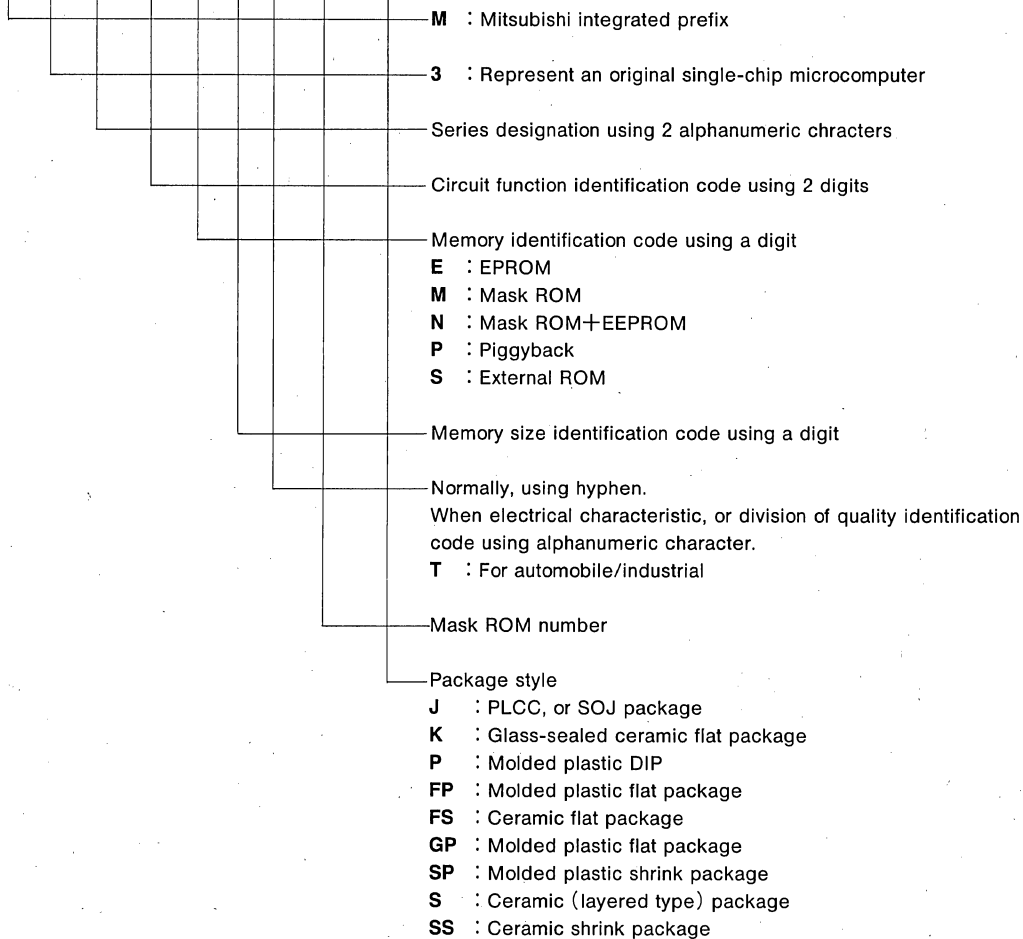 M : Mitsubishi integrated prefix
3 : Represent an original single-chip microcomputer
Series designation using 2 alphanumeric chracters
Circuit function identification code using 2 digits
Memory identification code using a digit
E : EPROM
M : Mask ROM
N : Mask ROM+EEPROM
P : Piggyback
S : External ROM
Memory size identification code using a digit
Normally, using hyphen.
When electrical characteristic, or division of quality identification
code using alphanumeric character.
T : For automobile/industrial
Mask ROM number
Package style
J : PLCC, or SOJ package
K : Glass-sealed ceramic flat package
P : Molded plastic DIP
FP : Molded plastic flat package
FS : Ceramic flat package
GP : Molded plastic flat package
SP : Molded plastic shrink package
S : Ceramic (layered type) package
SS : Ceramic shrink package